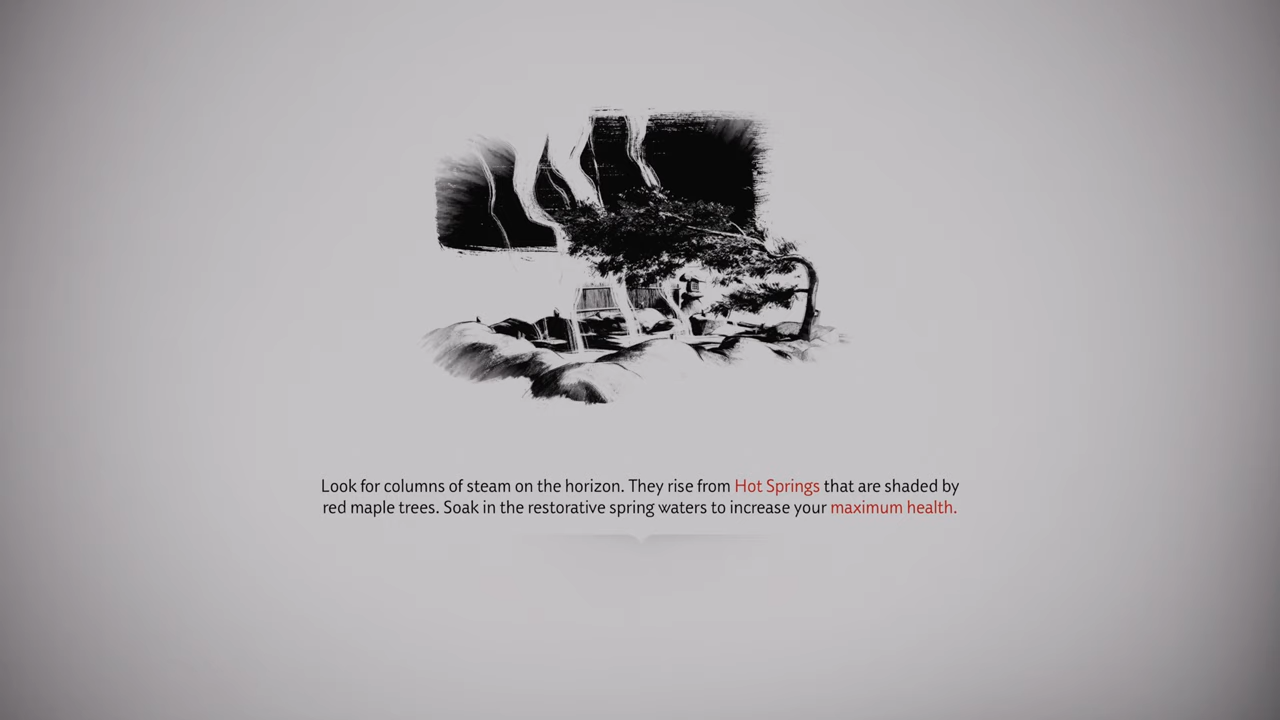 Look for columns of steam on the horizon. They rise from Hot Springs that are shaded by
red maple trees. Soak in the restorative spring waters to increase your maximum health.